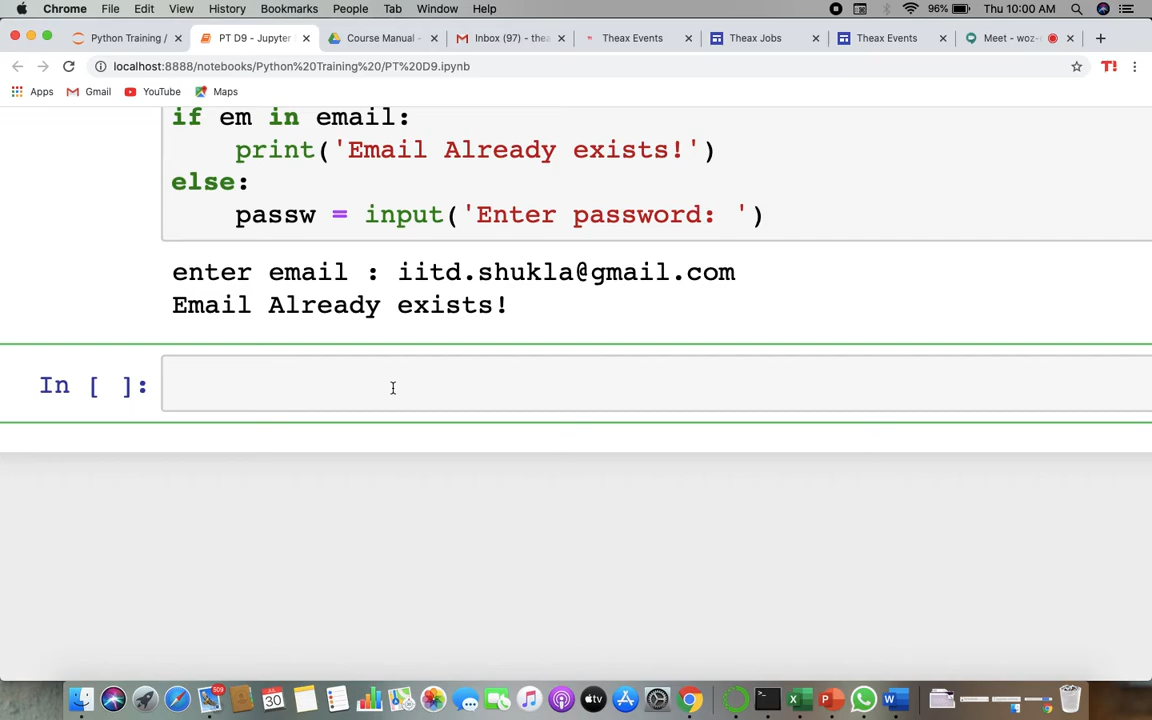 Chrome File Edit View History Bookmarks People Tab Window Help 96% Thu 10:00 AM
Python Training / PT D9 - Jupyter Course Manual - Inbox (97) - thea Theax Events Theax Jobs Theax Events Meet - woz-
localhost:8888/notebooks/Python%20Training%20/PT%20D9.ipynb T!
Apps Gmail YouTube Maps
if em in email:
print('Email Already exists!')
else:
passw = input('Enter password: ')
enter email : iitd.shukla@gmail.com
Email Already exists!
In [ ]:
509
30